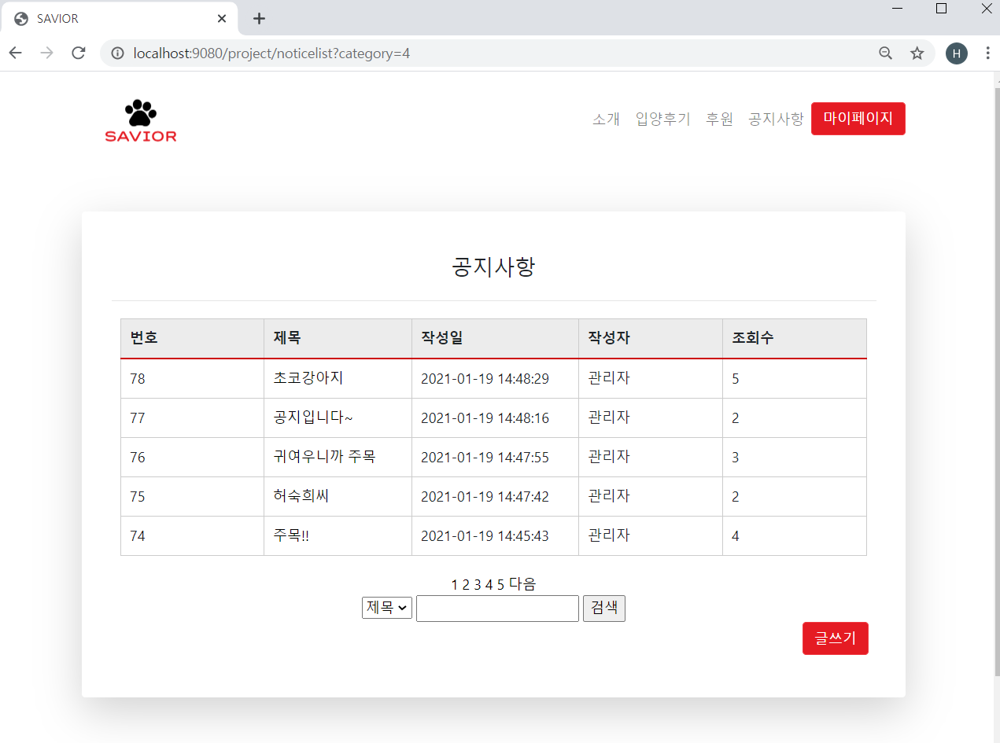 SAVIOR
localhost:9080/project/noticelist?category=4
H
SAVIOR
소개 입양후기 후원 공지사항 마이페이지
공지사항
번호 제목 작성일 작성자 조회수
78 초코강아지 2021-01-19 14:48:29 관리자 5
77 공지입니다~ 2021-01-19 14:48:16 관리자 2
76 귀여우니까 주목 2021-01-19 14:47:55 관리자 3
75 허숙희씨 2021-01-19 14:47:42 관리자 2
74 주목!! 2021-01-19 14:45:43 관리자 4
1 2 3 4 5 다음
제목 검색
글쓰기